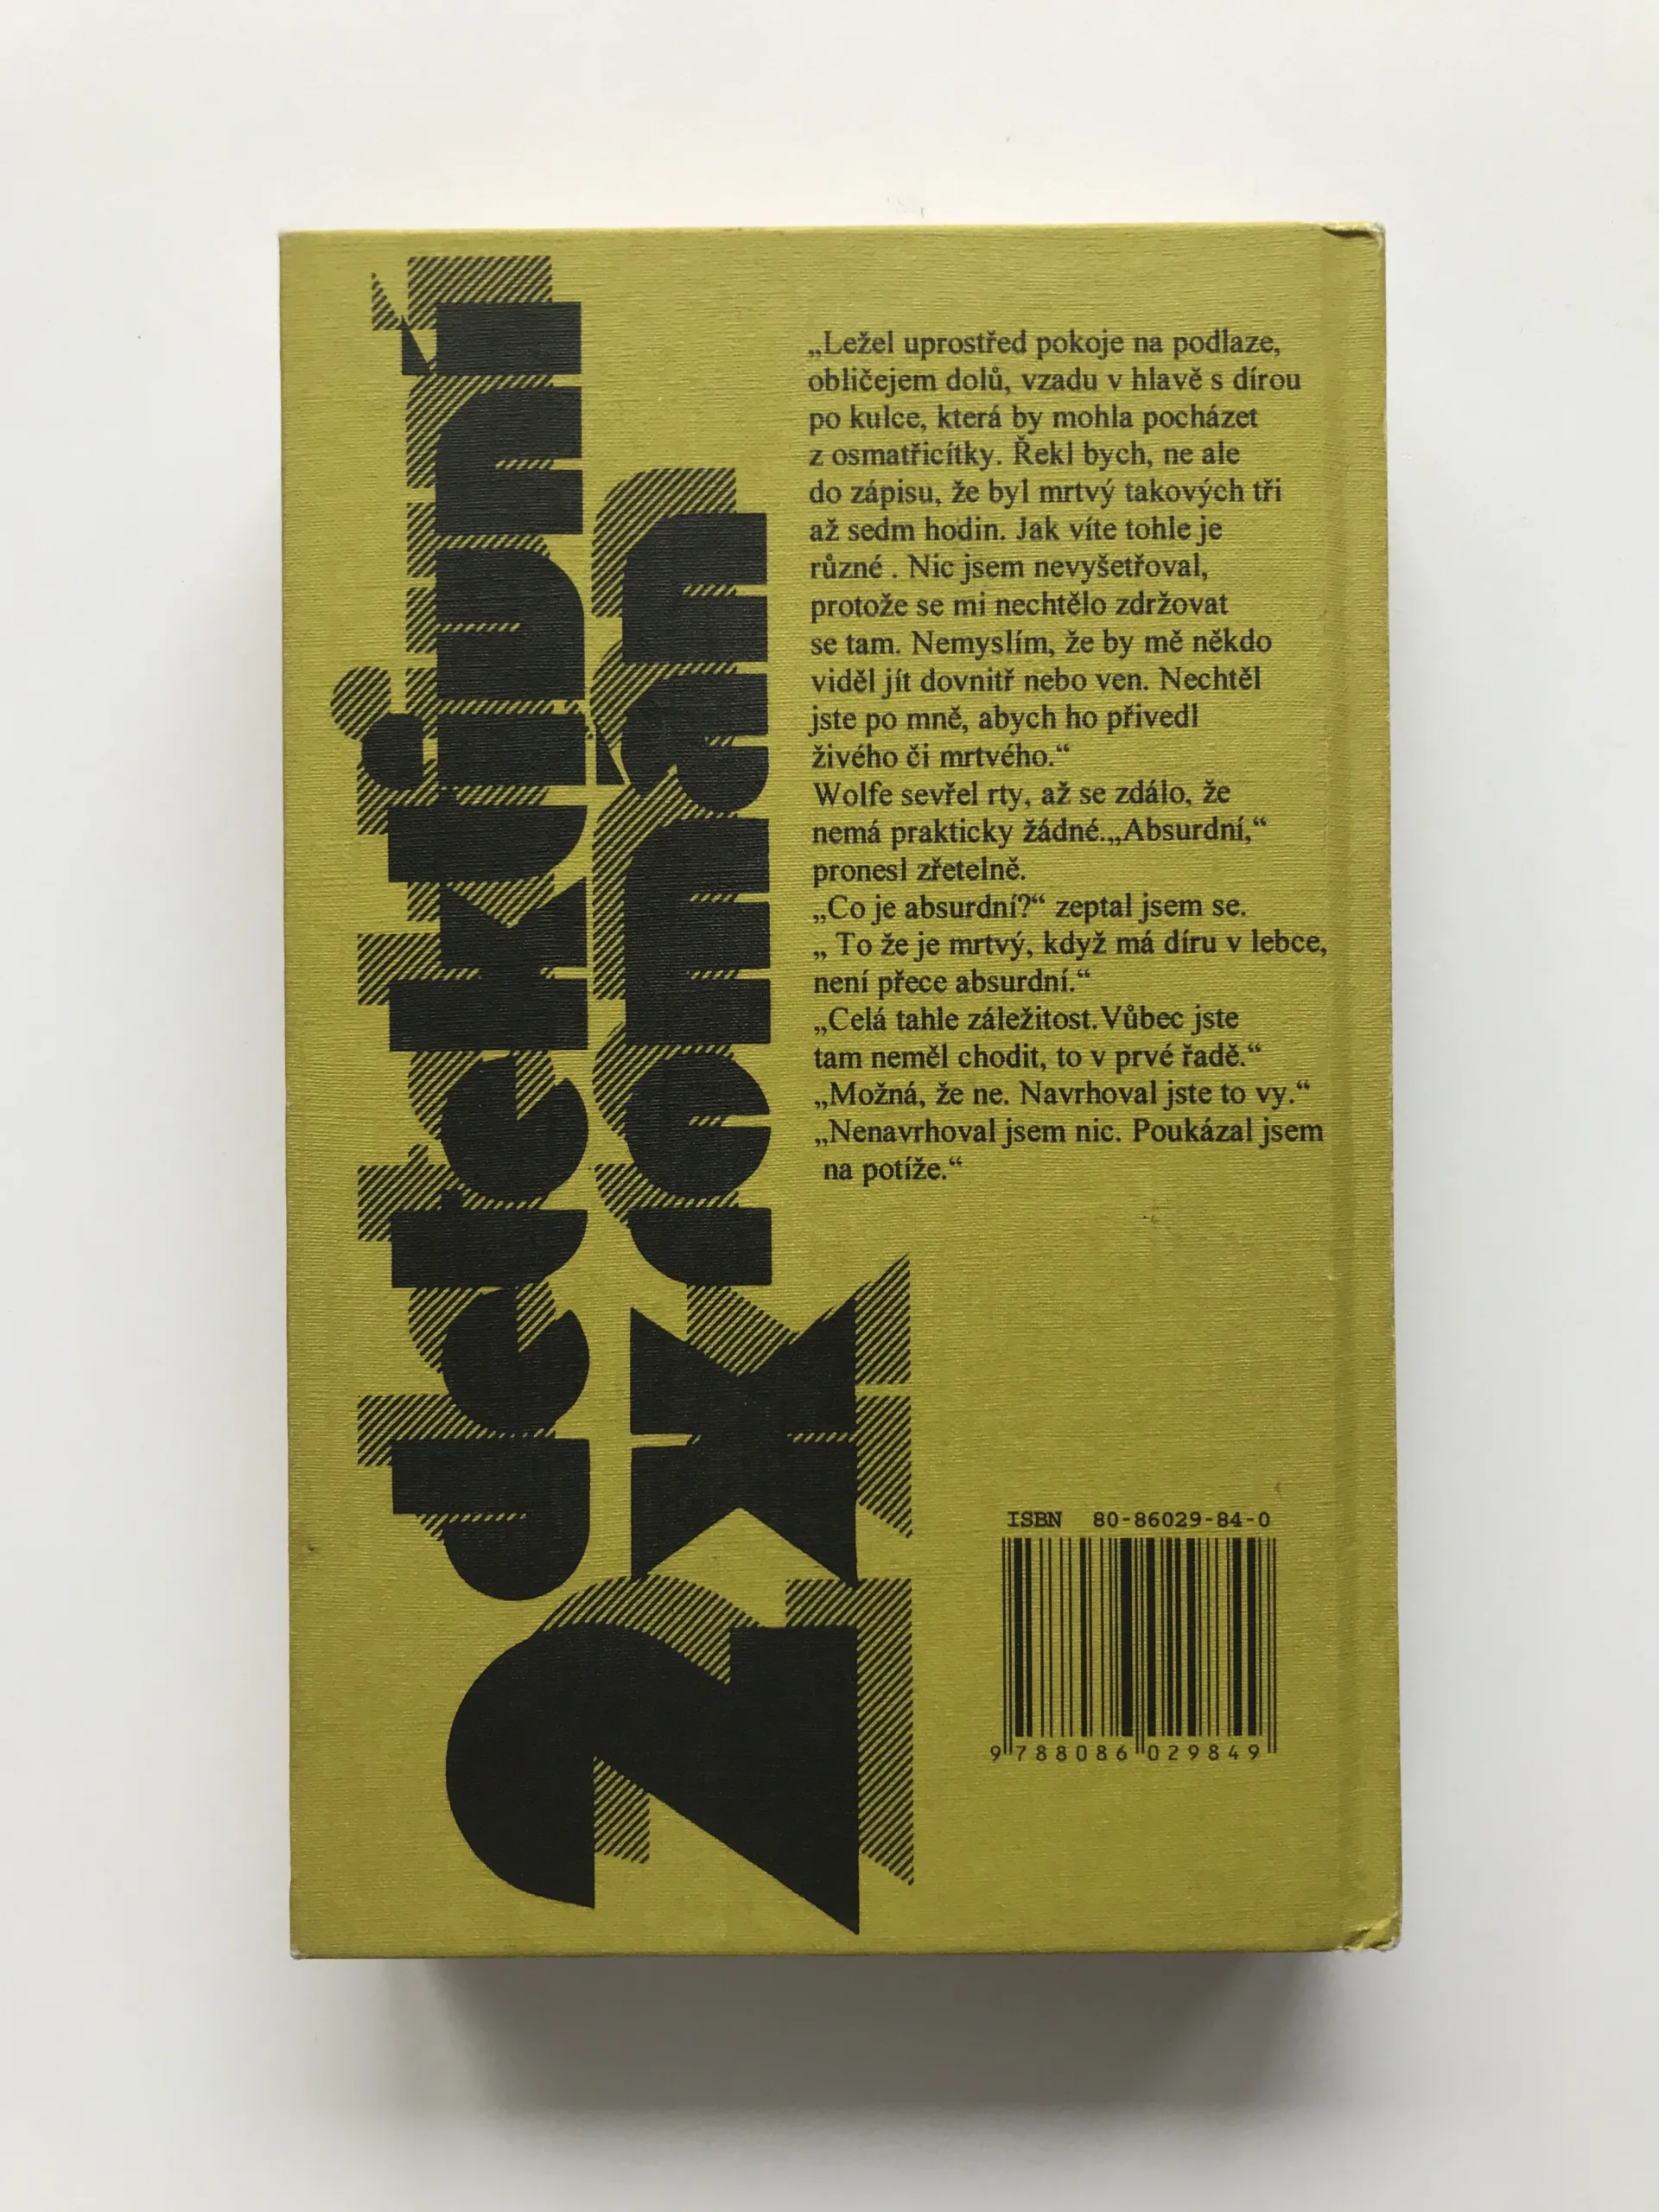 2x detektivní
román
„Ležel uprostřed pokoje na podlaze,
obličejem dolů, vzadu v hlavě s dírou
po kulce, která by mohla pocházet
z osmatřicítky. Řekl bych, ne ale
do zápisu, že byl mrtvý takových tři
až sedm hodin. Jak víte tohle je
různé . Nic jsem nevyšetřoval,
protože se mi nechtělo zdržovat
se tam. Nemyslím, že by mě někdo
viděl jít dovnitř nebo ven. Nechtěl
jste po mně, abych ho přivedl
živého či mrtvého.“
Wolfe sevřel rty, až se zdálo, že
nemá prakticky žádné.„Absurdní,“
pronesl zřetelně.
„Co je absurdní?“ zeptal jsem se.
„ To že je mrtvý, když má díru v lebce,
není přece absurdní.“
„Celá tahle záležitost.Vůbec jste
tam neměl chodit, to v prvé řadě.“
„Možná, že ne. Navrhoval jste to vy.“
„Nenavrhoval jsem nic. Poukázal jsem
na potíže.“
ISBN 80-86029-84-0
9 788086 029849